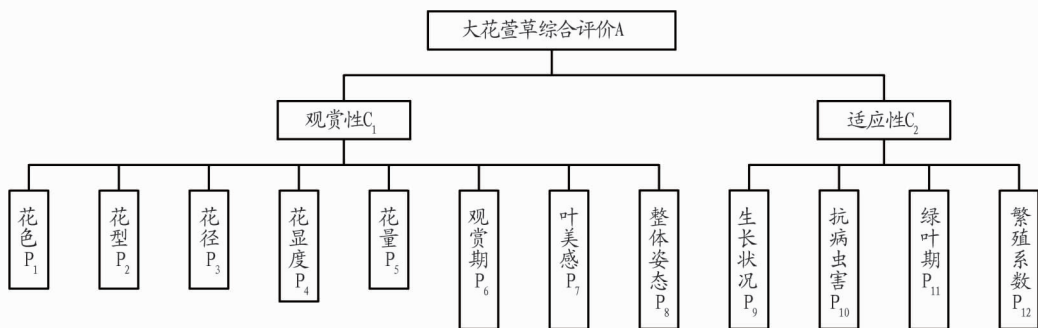 大花萱草综合评价A
观赏性C₁
适应性C₂
花色P₁
花型P₂
花径P₃
花显度P₄
花量P₅
观赏期P₆
叶美感P₇
整体姿态P₈
生长状况P₉
抗病虫害P₁₀
绿叶期P₁₁
繁殖系数P₁₂